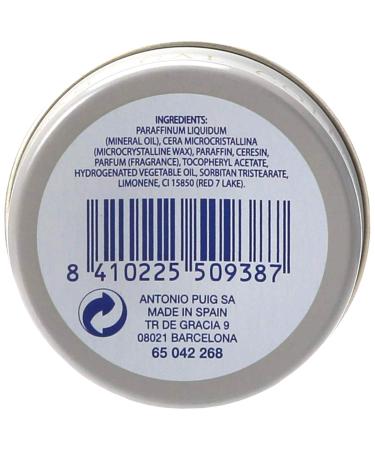 INGREDIENTS:
PARAFFINUM LIQUIDUM
(MINERAL OIL), CERA MICROCRISTALLINA
(MICROCRYSTALLINE WAX), PARAFFIN, CERESIN,
PARFUM (FRAGRANCE), TOCOPHERYL ACETATE,
HYDROGENATED VEGETABLE OIL, SORBITAN TRISTEARATE,
LIMONENE, CI 15850 (RED 7 LAKE).
8 410225 509387
ANTONIO PUIG SA
MADE IN SPAIN
TR DE GRACIA 9
08021 BARCELONA
65 042 268